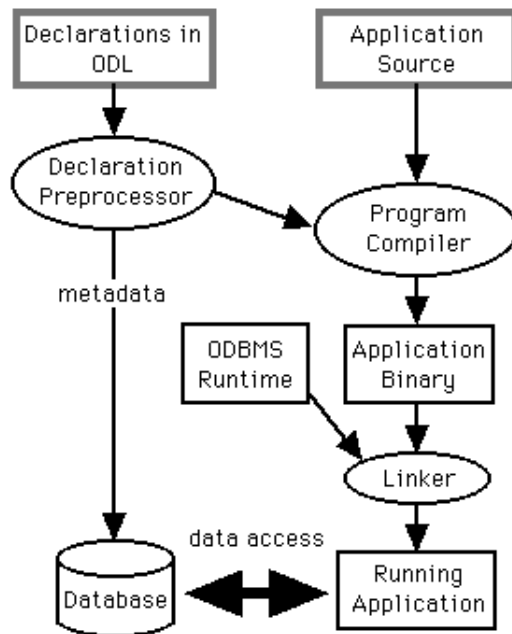 Declarations in
ODL
Application
Source
Declaration
Preprocessor
Program
Compiler
metadata
ODBMS
Runtime
Application
Binary
Linker
data access
Database
Running
Application